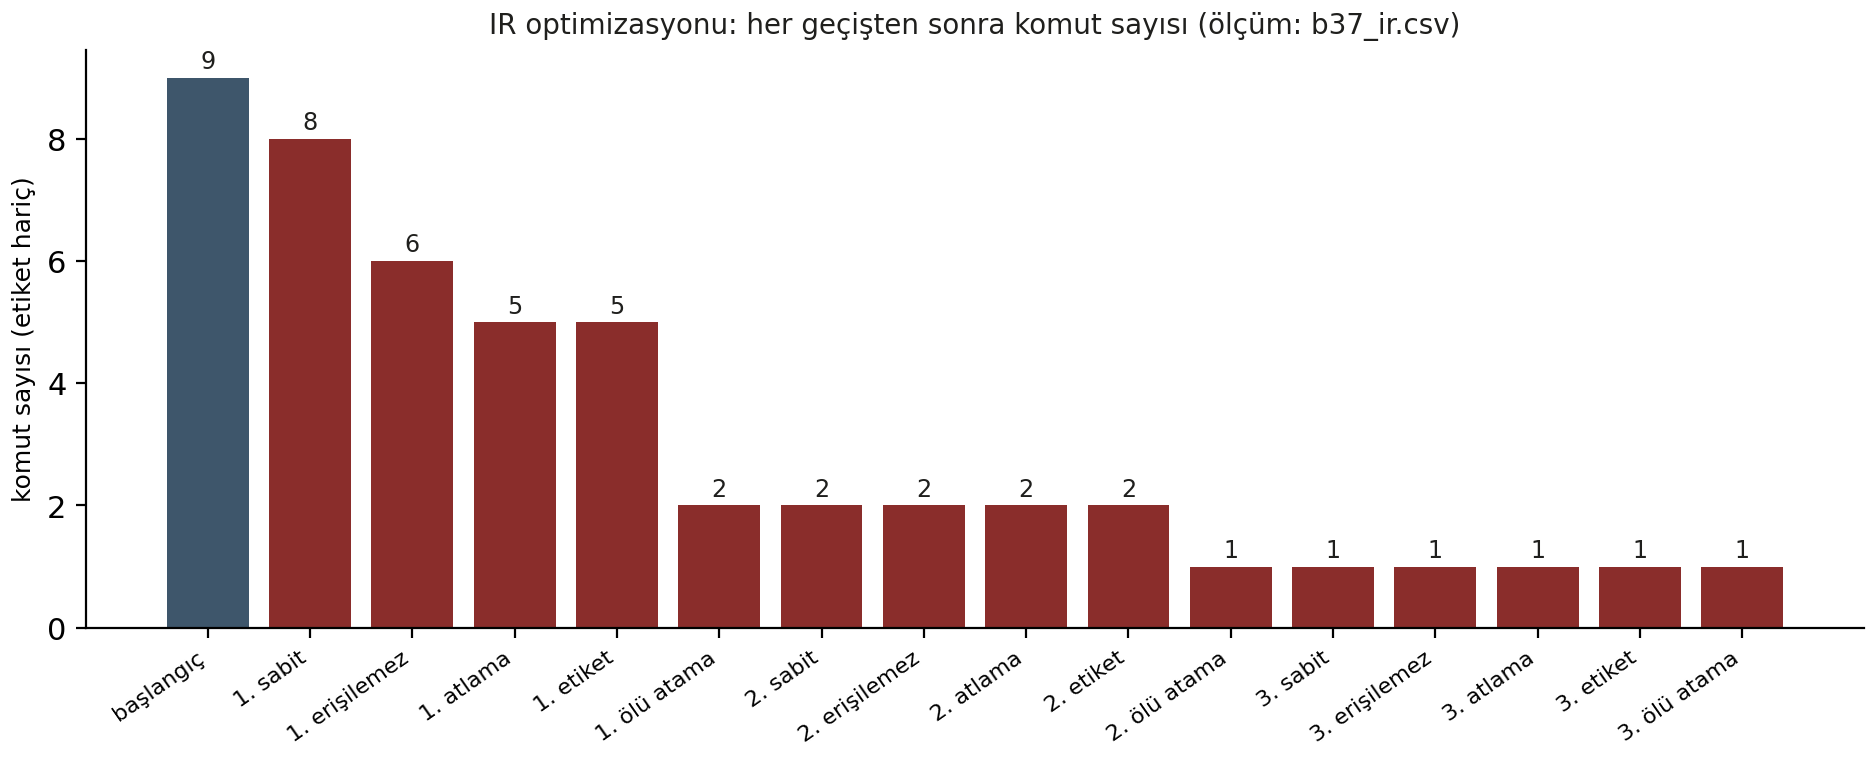 IR optimizasyonu: her geçişten sonra komut sayısı (ölçüm: b37_ir.csv)
komut sayısı (etiket hariç)
8
6
4
2
0
9
8
6
5
5
2
2
2
2
2
1
1
1
1
1
1
başlangıç
1. sabit
1. erişilemez
1. atlama
1. etiket
1. ölü atama
2. sabit
2. erişilemez
2. atlama
2. etiket
2. ölü atama
3. sabit
3. erişilemez
3. atlama
3. etiket
3. ölü atama